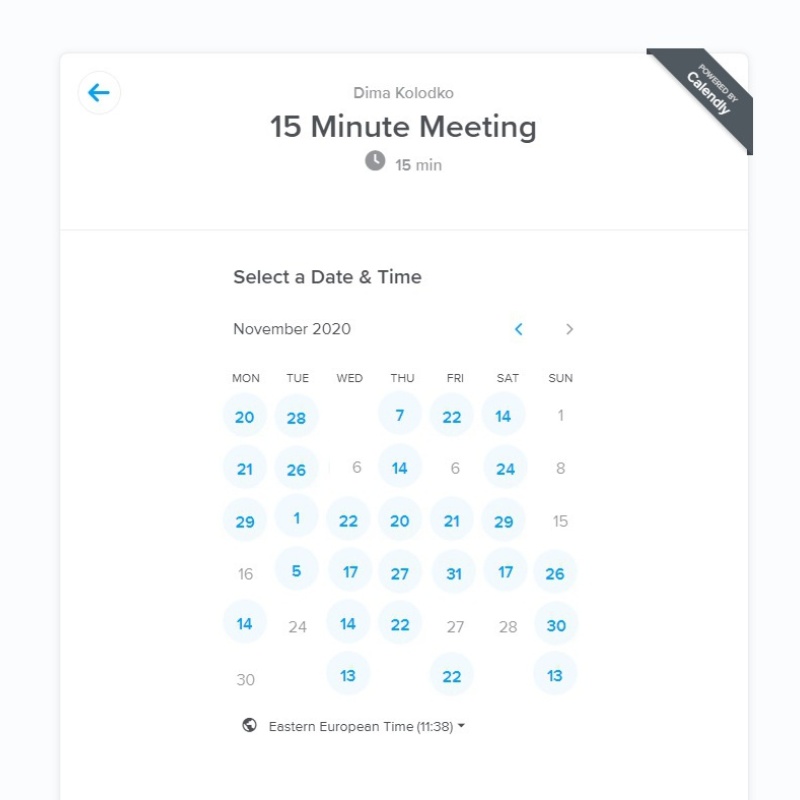 POWERED BY
Calendly
Dima Kolodko
15 Minute Meeting
15 min
Select a Date & Time
November 2020
MON TUE WED THU FRI SAT SUN
20 28 7 22 14 1
21 26 6 14 6 24 8
29 1 22 20 21 29 15
16 5 17 27 31 17 26
14 24 14 22 27 28 30
30 13 22 13
Eastern European Time (11:38)